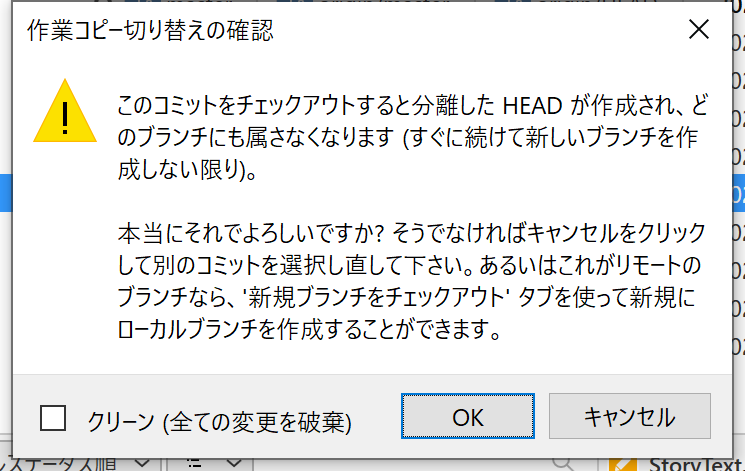 作業コピー切り替えの確認
このコミットをチェックアウトすると分離した HEAD が作成され、ど
のブランチにも属さなくなります (すぐに続けて新しいブランチを作
成しない限り)。
本当にそれでよろしいですか? そうでなければキャンセルをクリック
して別のコミットを選択し直して下さい。あるいはこれがリモートの
ブランチなら、'新規ブランチをチェックアウト' タブを使って新規に
ローカルブランチを作成することができます。
クリーン (全ての変更を破棄)
OK
キャンセル
StoryText